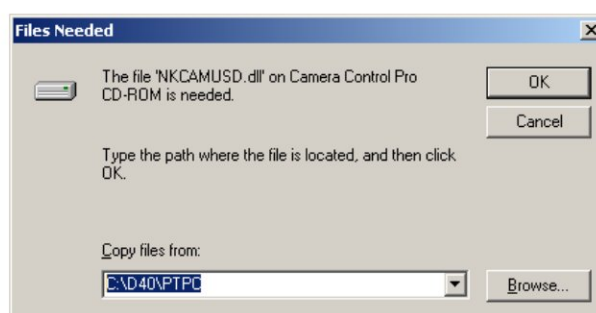 Files Needed
The file 'NKCAMUSD.dll' on Camera Control Pro
CD-ROM is needed.
OK
Cancel
Type the path where the file is located, and then click
OK.
Copy files from:
C:\D40\PTPC
Browse...